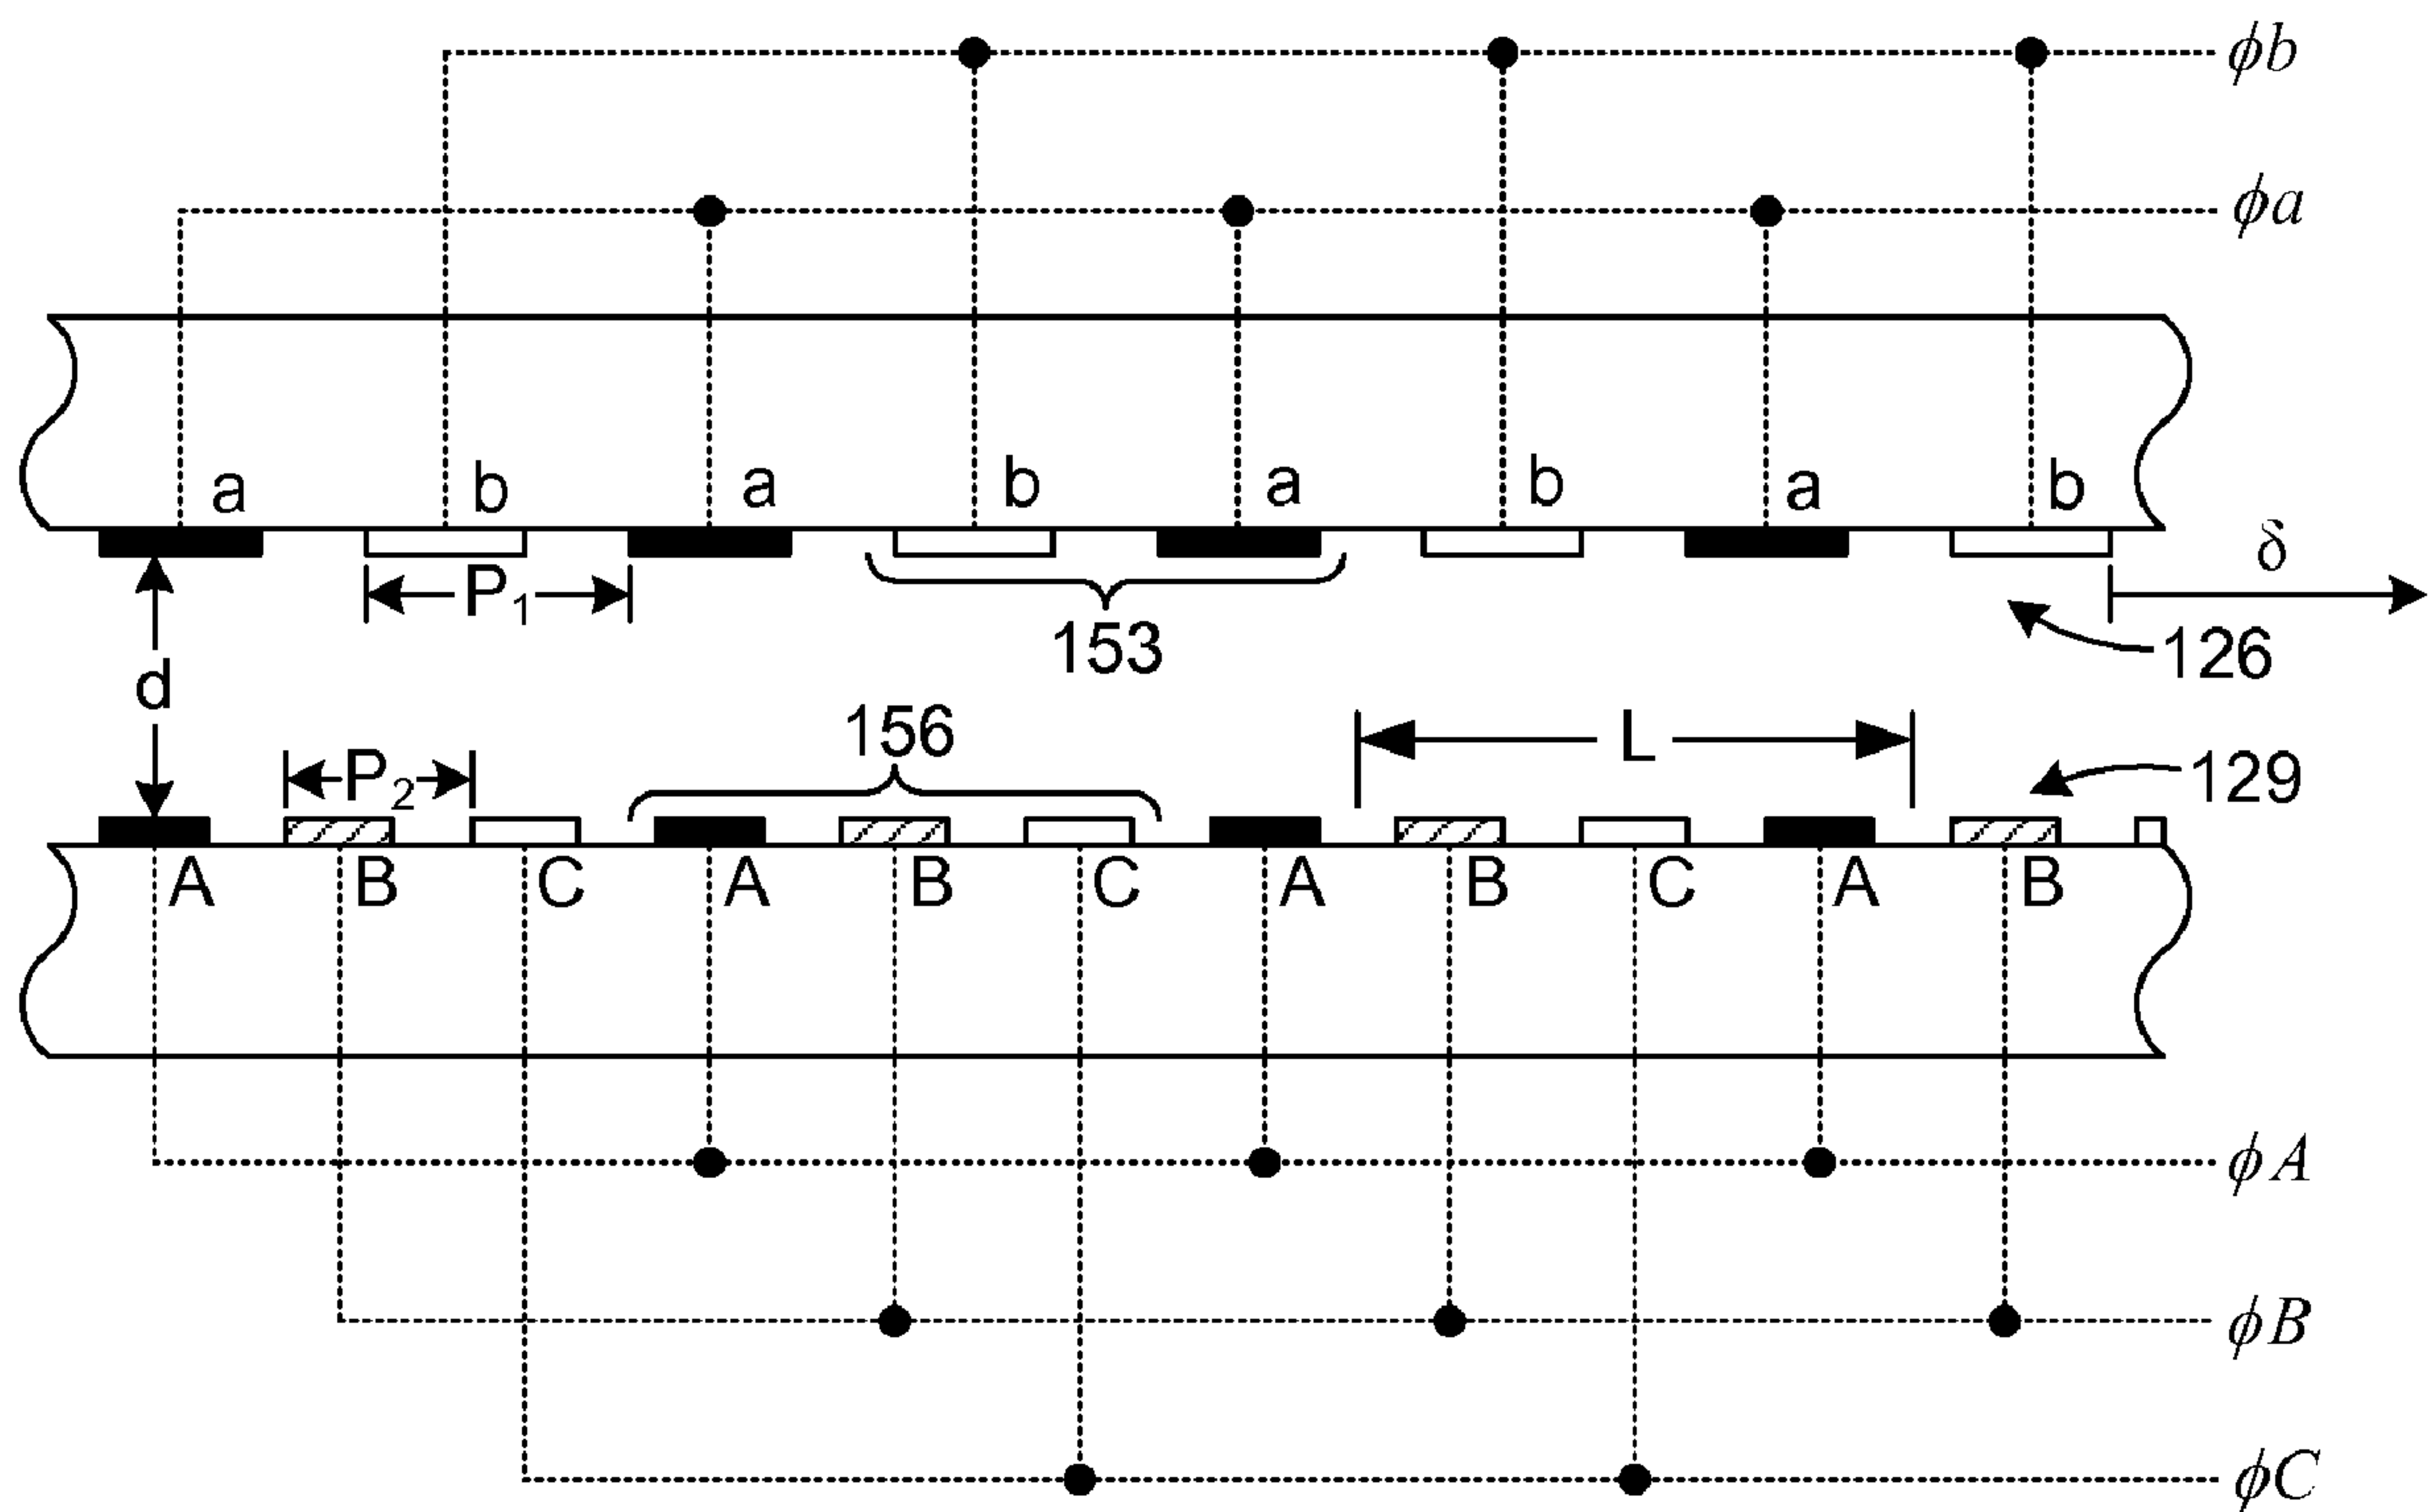 ϕb
ϕa
a b a b a b a b
δ
P₁
153
126
d
156
L
P₂
129
A B C A B C A B C A B
ϕA
ϕB
ϕC